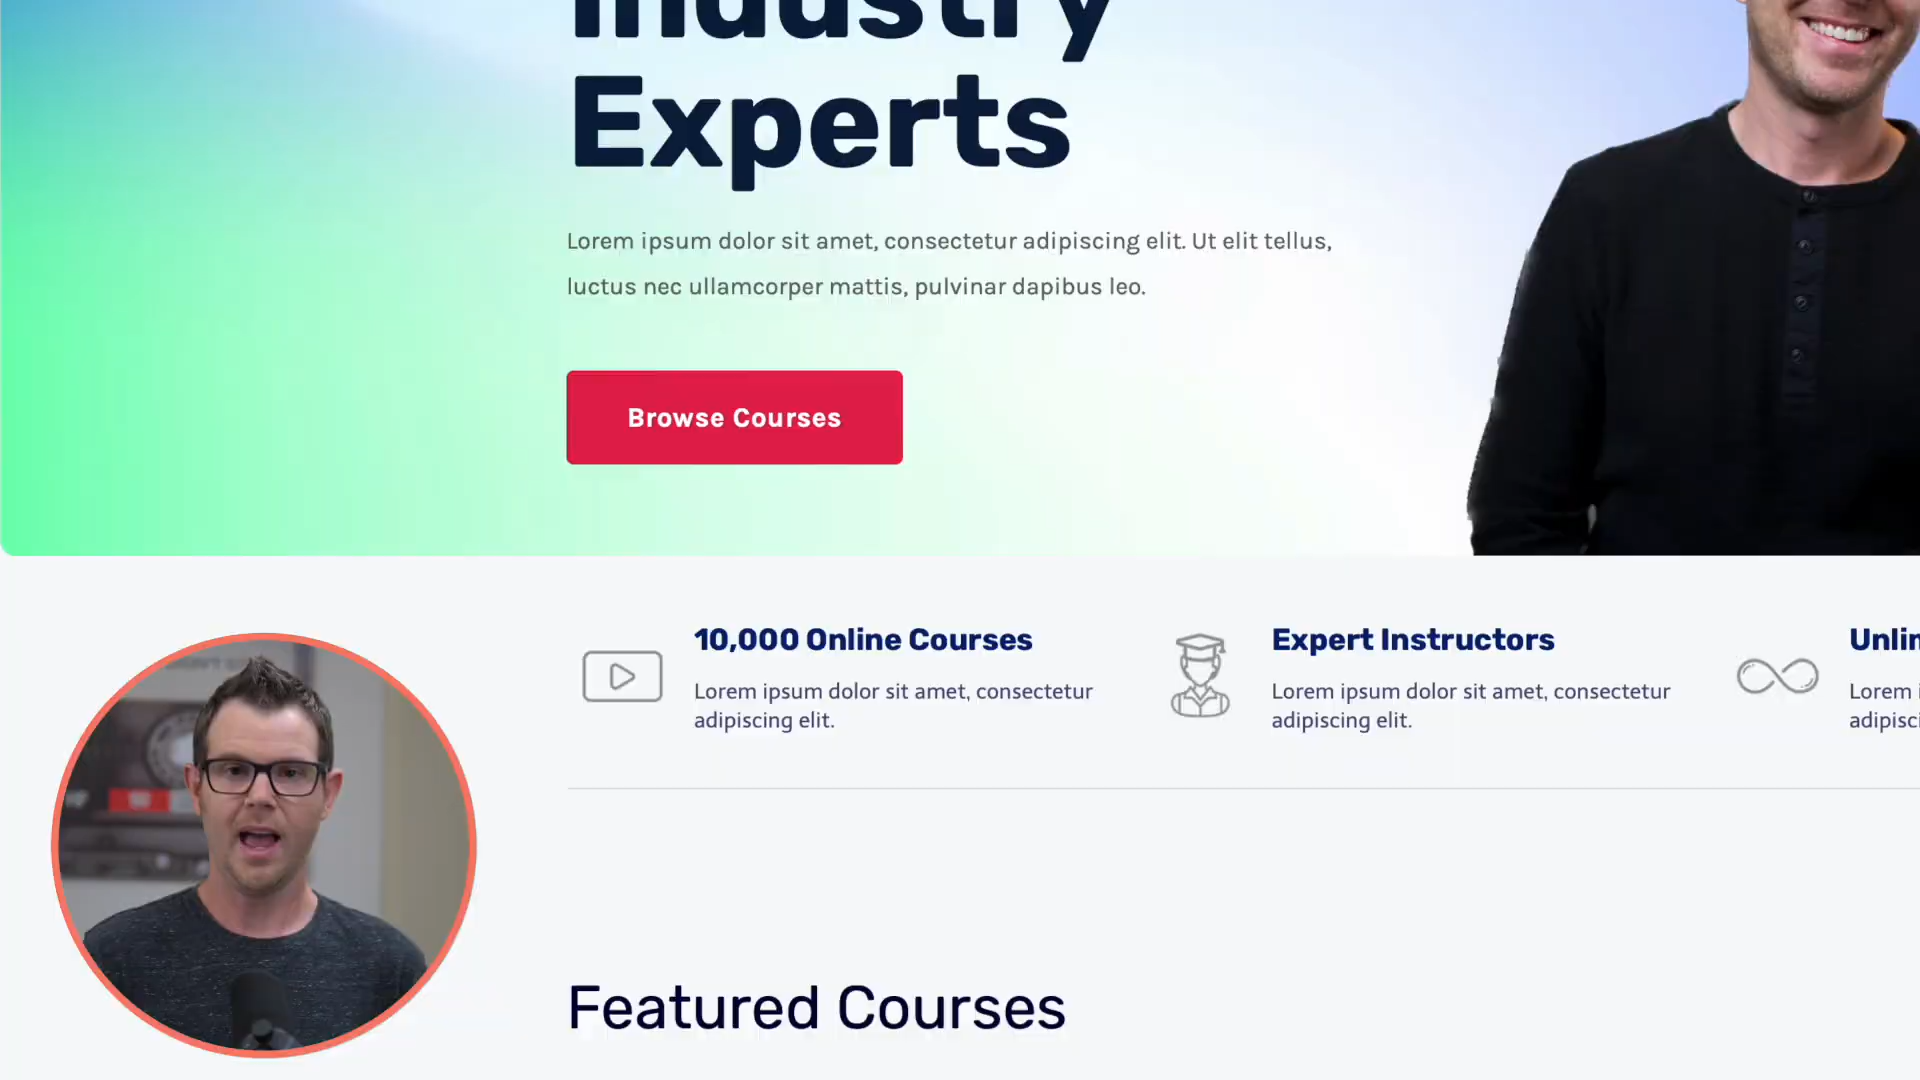 Industry
Experts
Lorem ipsum dolor sit amet, consectetur adipiscing elit. Ut elit tellus,
luctus nec ullamcorper mattis, pulvinar dapibus leo.
Browse Courses
10,000 Online Courses
Lorem ipsum dolor sit amet, consectetur
adipiscing elit.
Expert Instructors
Lorem ipsum dolor sit amet, consectetur
adipiscing elit.
Lorem
Featured Courses